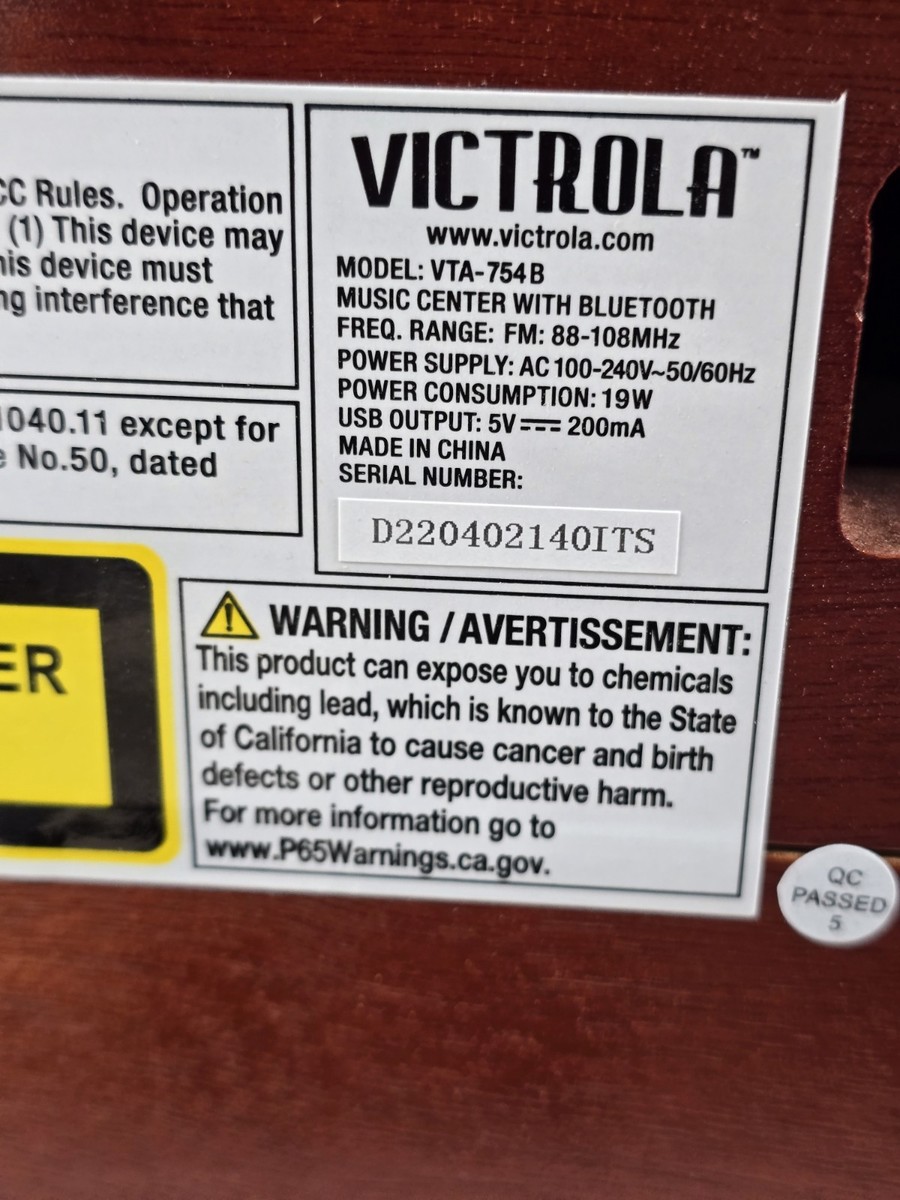 CC Rules. Operation
(1) This device may
his device must
ng interference that
1040.11 except for
e No.50, dated
ER
VICTROLA™
www.victrola.com
MODEL: VTA-754B
MUSIC CENTER WITH BLUETOOTH
FREQ. RANGE: FM: 88-108MHz
POWER SUPPLY: AC 100-240V~50/60Hz
POWER CONSUMPTION: 19W
USB OUTPUT: 5V⎓ 200mA
MADE IN CHINA
SERIAL NUMBER:
D220402140ITS
WARNING / AVERTISSEMENT:
This product can expose you to chemicals
including lead, which is known to the State
of California to cause cancer and birth
defects or other reproductive harm.
For more information go to
www.P65Warnings.ca.gov.
QC
PASSED
5